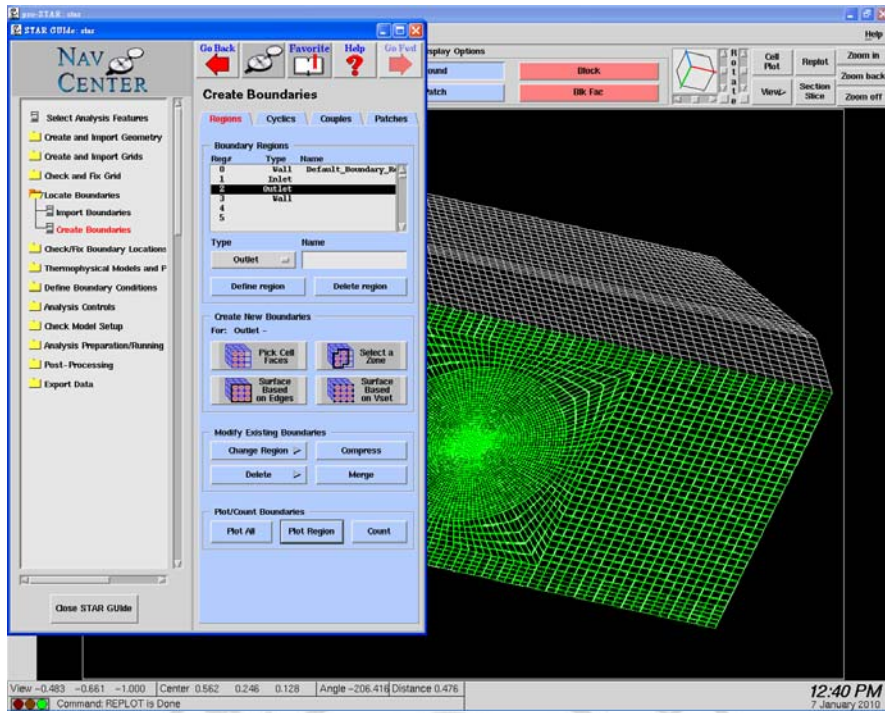 pro-STAR: star
STAR GUIde: star
NAV CENTER
Select Analysis Features
Create and Import Geometry
Create and Import Grids
Check and Fix Grid
Locate Boundaries
Import Boundaries
Create Boundaries
Check/Fix Boundary Locations
Thermophysical Models and P
Define Boundary Conditions
Analysis Controls
Check Model Setup
Analysis Preparation/Running
Post-Processing
Export Data
Close STAR GUIde
Go Back
Favorite
Help
Go Fwd
Create Boundaries
Regions Cyclics Couples Patches
Boundary Regions
Reg# Type Name
0 Wall Default_Boundary_Re
1 Inlet
2 Outlet
3 Wall
4
5
Type Name
Outlet
Define region Delete region
Create New Boundaries
For: Outlet -
Pick Cell Faces
Select a Zone
Surface Based on Edges
Surface Based on Vset
Modify Existing Boundaries
Change Region Compress
Delete Merge
Plot/Count Boundaries
Plot All Plot Region Count
Help
splay Options
ound Block
atch Blk Fac
Rotate
Cell Plot
Replot
Zoom in
Zoom back
View
Section Slice
Zoom off
View -0.483 -0.661 -1.000 Center 0.562 0.246 0.128 Angle -206.416 Distance 0.476
Command: REPLOT is Done
12:40 PM
7 January 2010